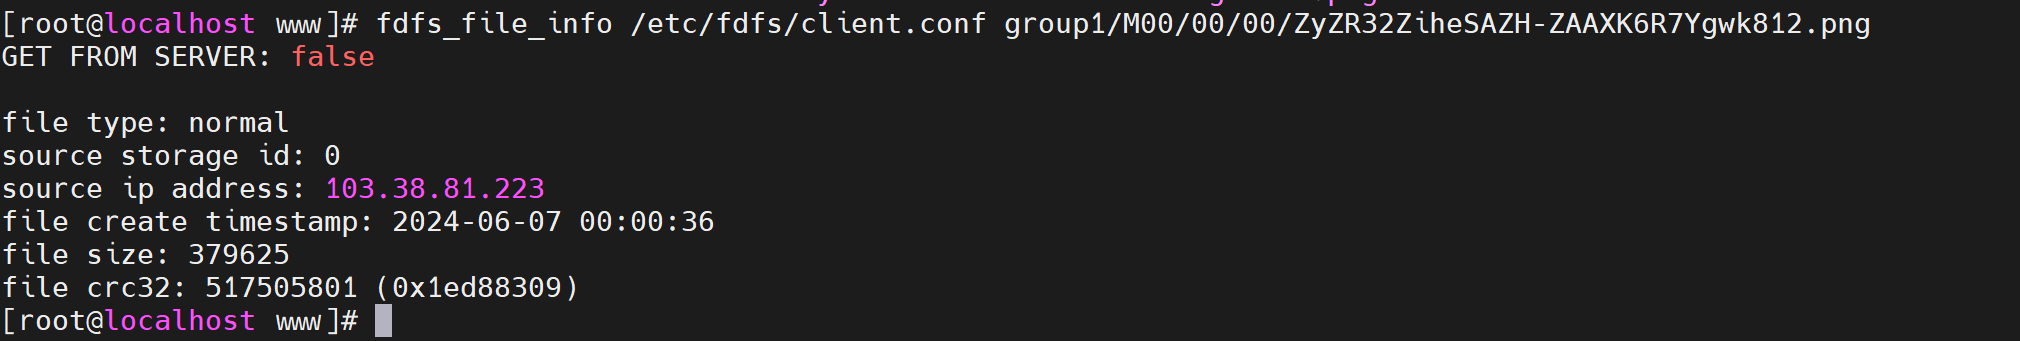 [root@localhost www]# fdfs_file_info /etc/fdfs/client.conf group1/M00/00/00/ZyZR32ZiheSAZH-ZAAXK6R7Ygwk812.png
GET FROM SERVER: false
file type: normal
source storage id: 0
source ip address: 103.38.81.223
file create timestamp: 2024-06-07 00:00:36
file size: 379625
file crc32: 517505801 (0x1ed88309)
[root@localhost www]#